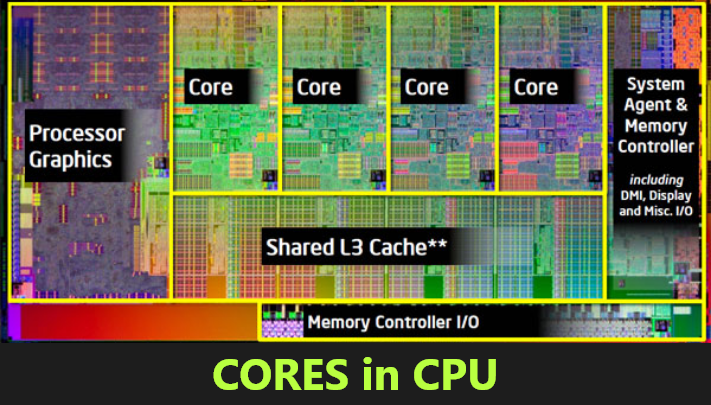 Processor
Graphics
Core
Core
Core
Core
System
Agent &
Memory
Controller
including
DMI, Display
and Misc. I/O
Shared L3 Cache**
Memory Controller I/O
CORES in CPU